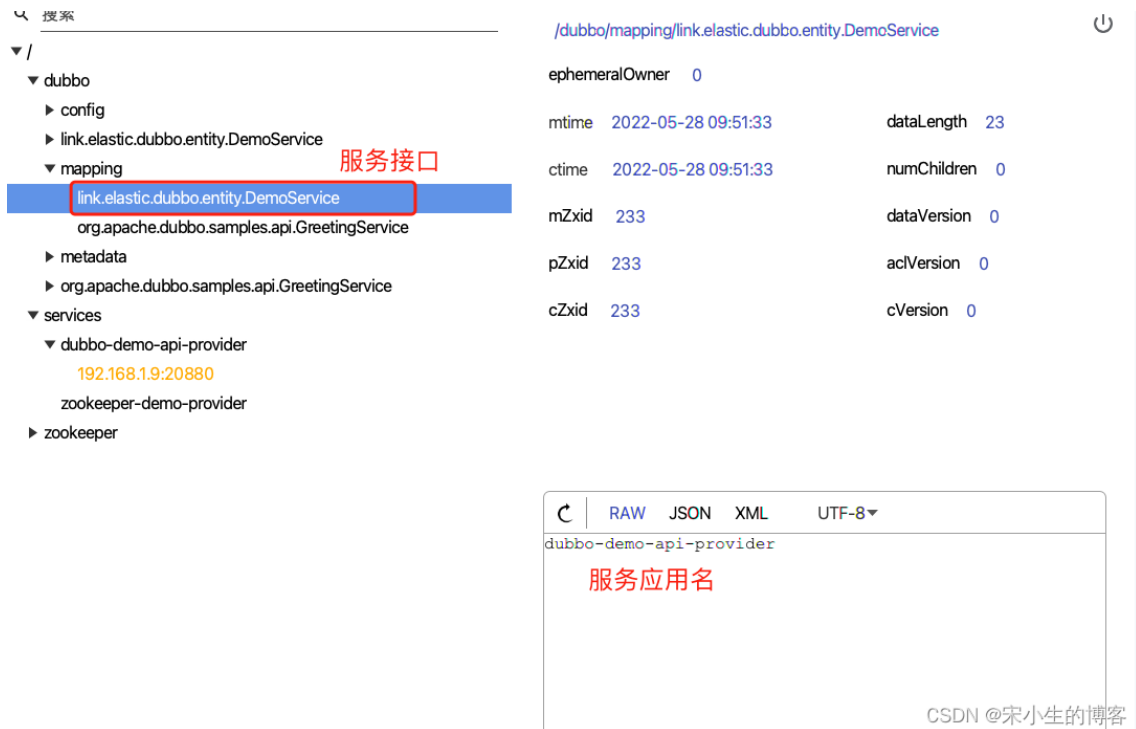 搜索
/
dubbo
config
link.elastic.dubbo.entity.DemoService
服务接口
mapping
link.elastic.dubbo.entity.DemoService
org.apache.dubbo.samples.api.GreetingService
metadata
org.apache.dubbo.samples.api.GreetingService
services
dubbo-demo-api-provider
192.168.1.9:20880
zookeeper-demo-provider
zookeeper
/dubbo/mapping/link.elastic.dubbo.entity.DemoService
ephemeralOwner 0
mtime 2022-05-28 09:51:33 dataLength 23
ctime 2022-05-28 09:51:33 numChildren 0
mZxid 233 dataVersion 0
pZxid 233 aclVersion 0
cZxid 233 cVersion 0
RAW JSON XML UTF-8
dubbo-demo-api-provider
服务应用名
CSDN @宋小生的博客